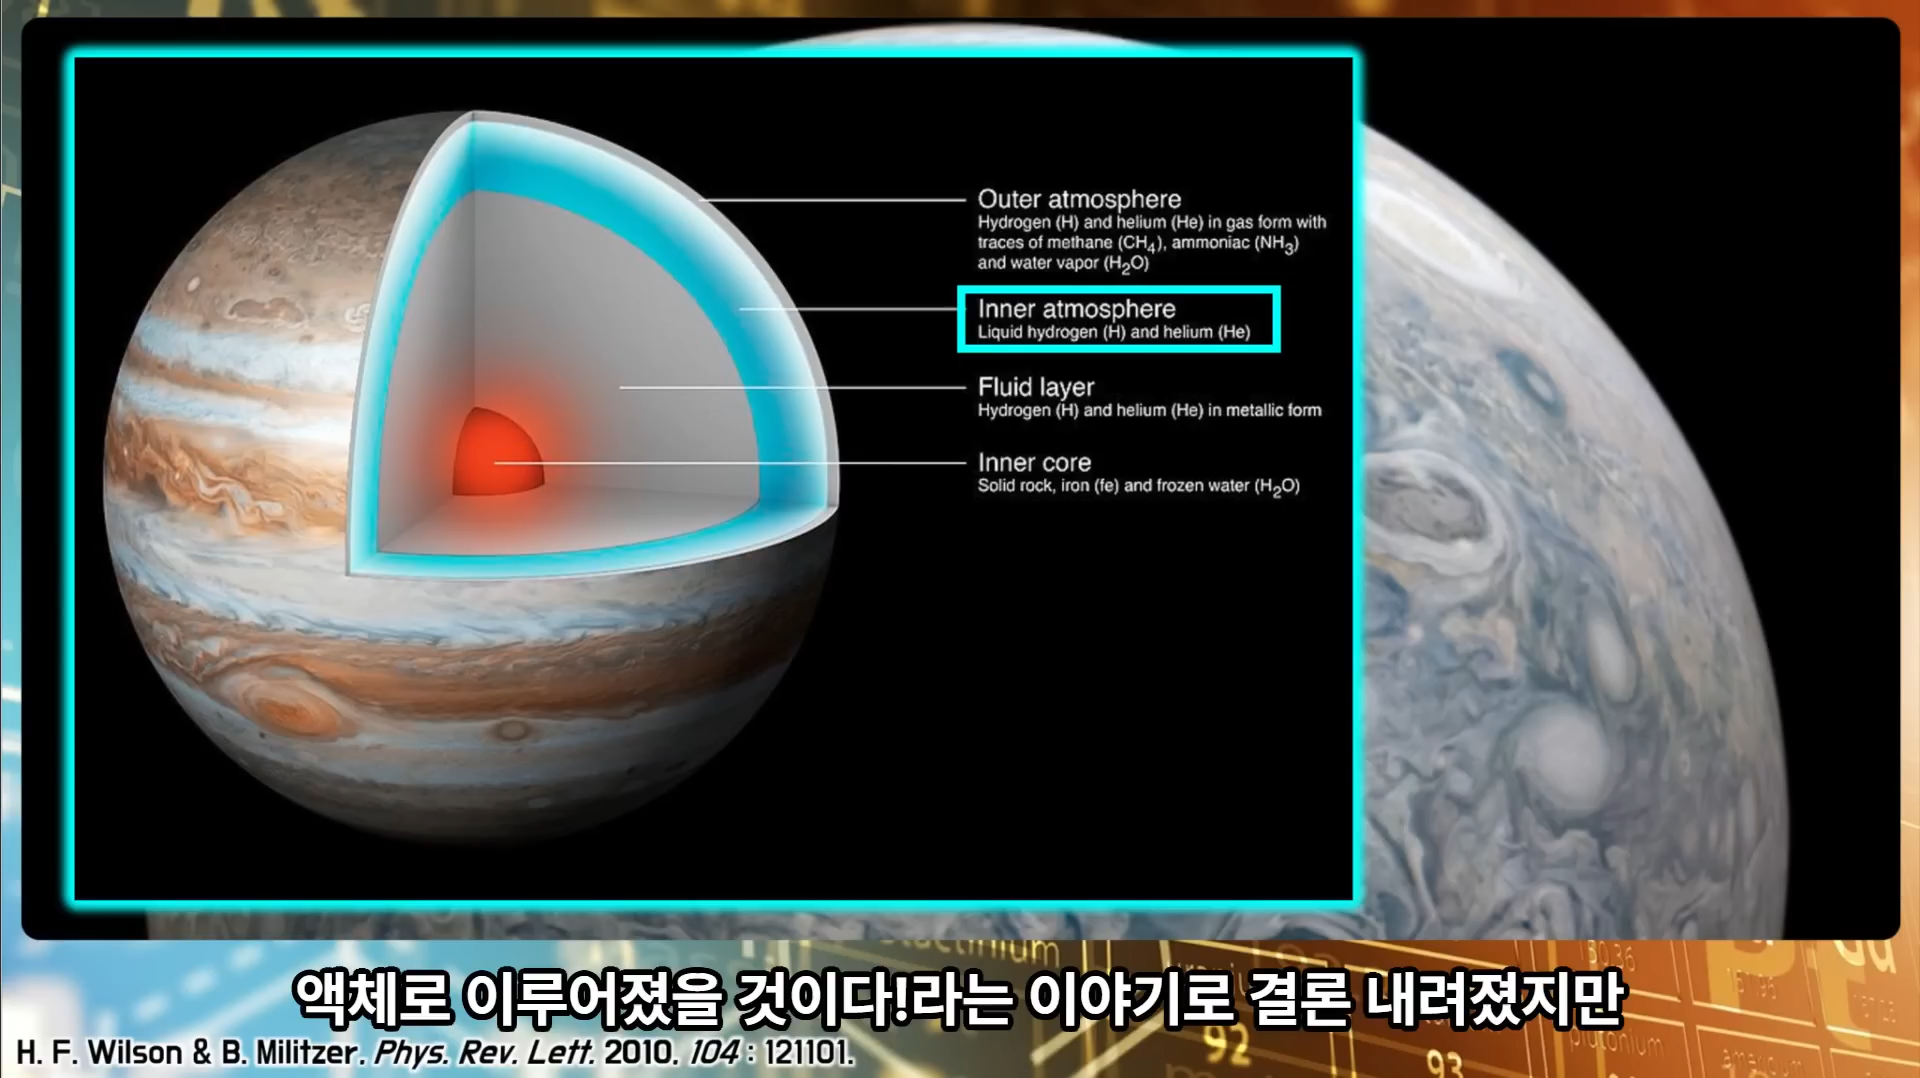 Outer atmosphere
Hydrogen (H) and helium (He) in gas form with
traces of methane (CH₄), ammoniac (NH₃)
and water vapor (H₂O)
Inner atmosphere
Liquid hydrogen (H) and helium (He)
Fluid layer
Hydrogen (H) and helium (He) in metallic form
Inner core
Solid rock, iron (fe) and frozen water (H₂O)
액체로 이루어졌을 것이다!라는 이야기로 결론 내려졌지만
H. F. Wilson & B. Militzer. Phys. Rev. Lett. 2010, 104 : 121101.
92
93
plutonium
americium